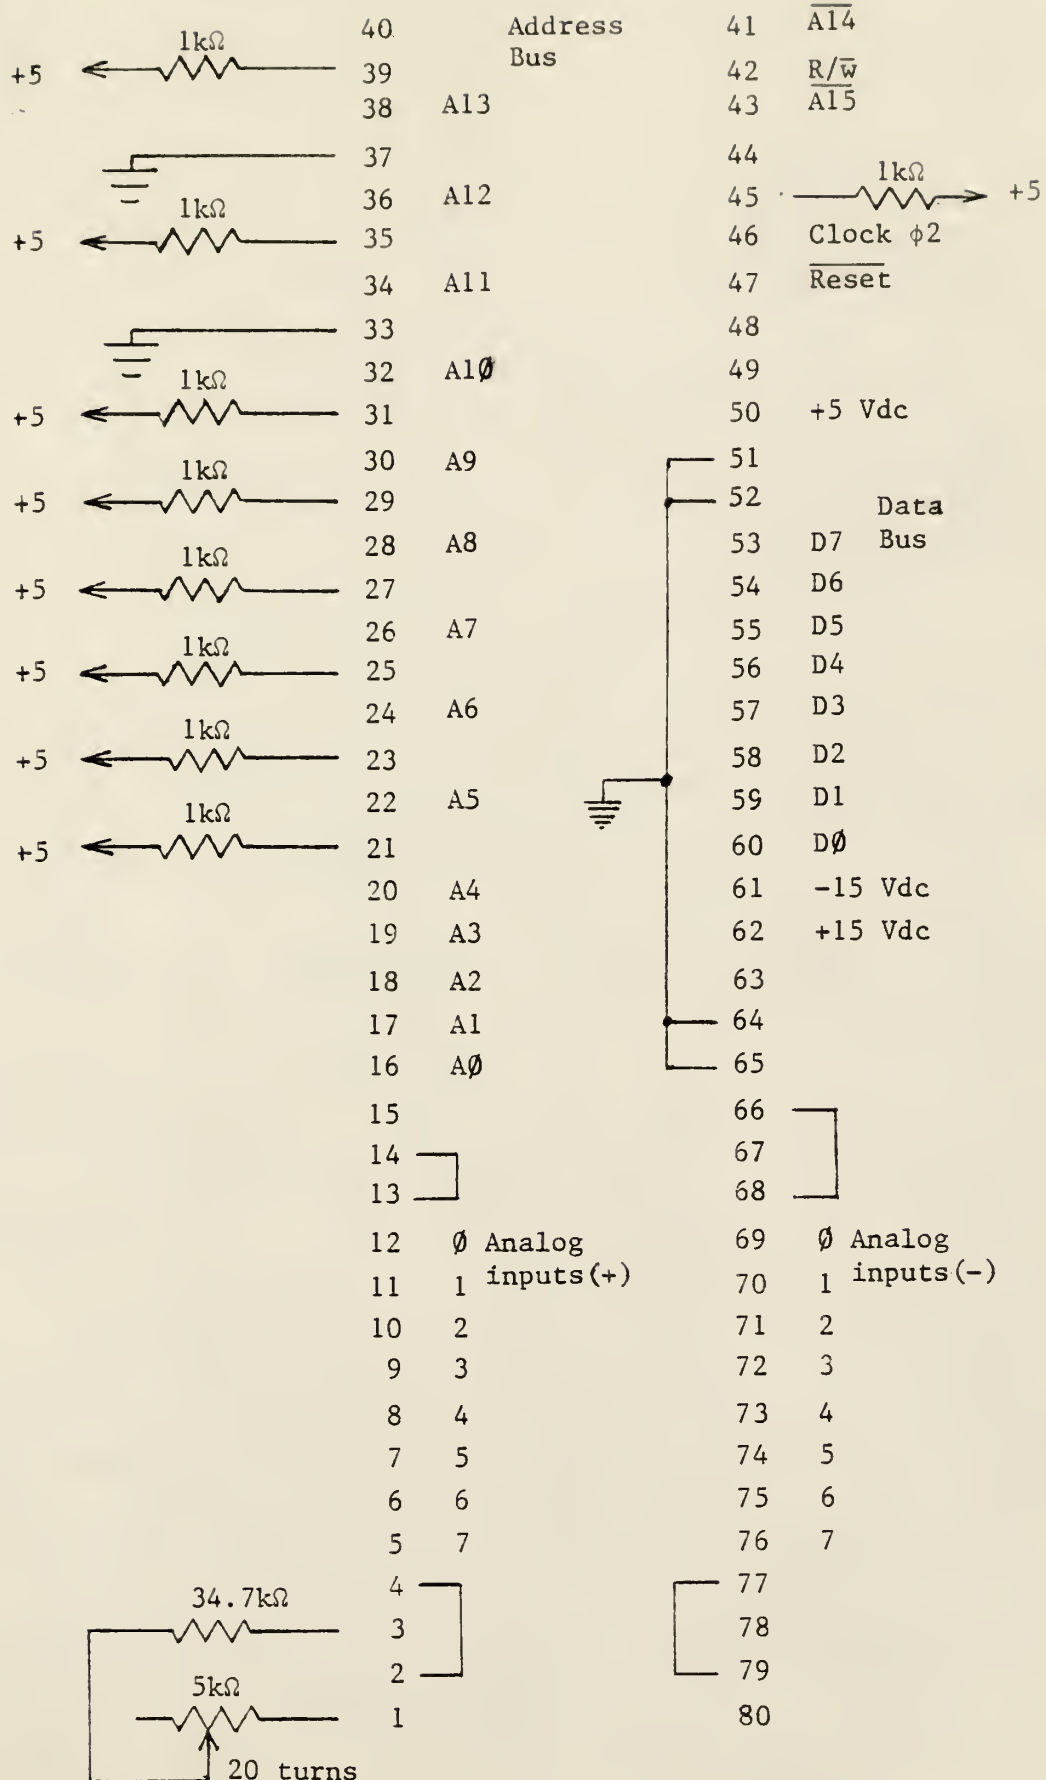 40 Address 41 A̅1̅4̅
1kΩ Bus
+5 39 42 R/w̅
38 A13 43 A̅1̅5̅
37 44
1kΩ
36 A12 45 +5
1kΩ
+5 35 46 Clock ϕ2
34 A11 47 R̅e̅s̅e̅t̅
33 48
32 A1Ø 49
1kΩ
+5 31 50 +5 Vdc
30 A9 51
1kΩ
+5 29 52 Data
28 A8 53 D7 Bus
1kΩ
+5 27 54 D6
26 A7 55 D5
1kΩ
+5 25 56 D4
24 A6 57 D3
1kΩ
+5 23 58 D2
22 A5 59 D1
1kΩ
+5 21 60 DØ
20 A4 61 -15 Vdc
19 A3 62 +15 Vdc
18 A2 63
17 A1 64
16 AØ 65
15 66
14 67
13 68
12 Ø Analog 69 Ø Analog
11 1 inputs(+) 70 1 inputs(-)
10 2 71 2
9 3 72 3
8 4 73 4
7 5 74 5
6 6 75 6
5 7 76 7
4 77
34.7kΩ
3 78
2 79
5kΩ
1 80
20 turns